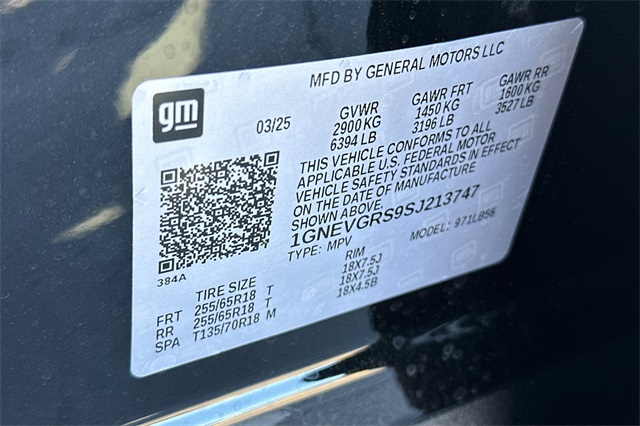 MFD BY GENERAL MOTORS LLC
gm
03/25
GVWR GAWR FRT GAWR RR
2900 KG 1450 KG 1600 KG
6394 LB 3196 LB 3527 LB
THIS VEHICLE CONFORMS TO ALL
APPLICABLE U.S. FEDERAL MOTOR
VEHICLE SAFETY STANDARDS IN EFFECT
ON THE DATE OF MANUFACTURE
SHOWN ABOVE.
1GNEVGRS9SJ213747
TYPE: MPV MODEL: 971LB56
384A
TIRE SIZE RIM
FRT 255/65R18 T 18X7.5J
RR 255/65R18 T 18X7.5J
SPA T135/70R18 M 18X4.5B